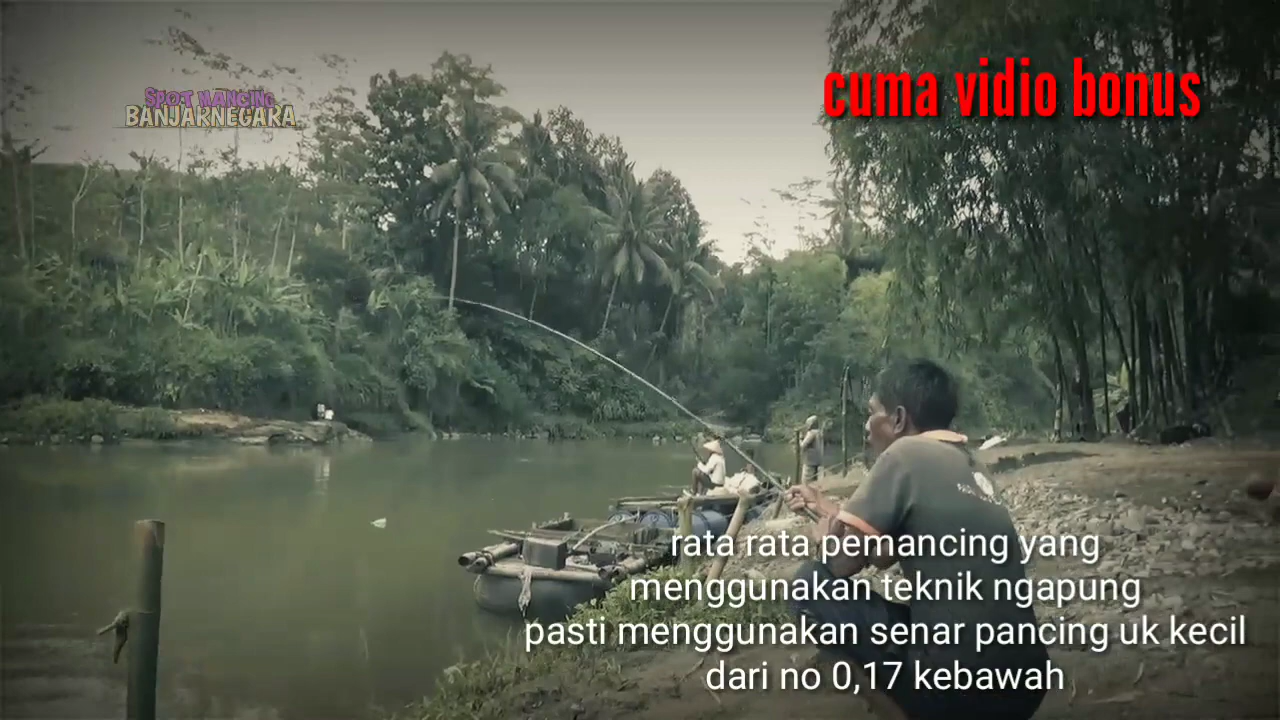 SPOT MANCING
BANJARNEGARA
cuma vidio bonus
rata rata pemancing yang
menggunakan teknik ngapung
pasti menggunakan senar pancing uk kecil
dari no 0,17 kebawah